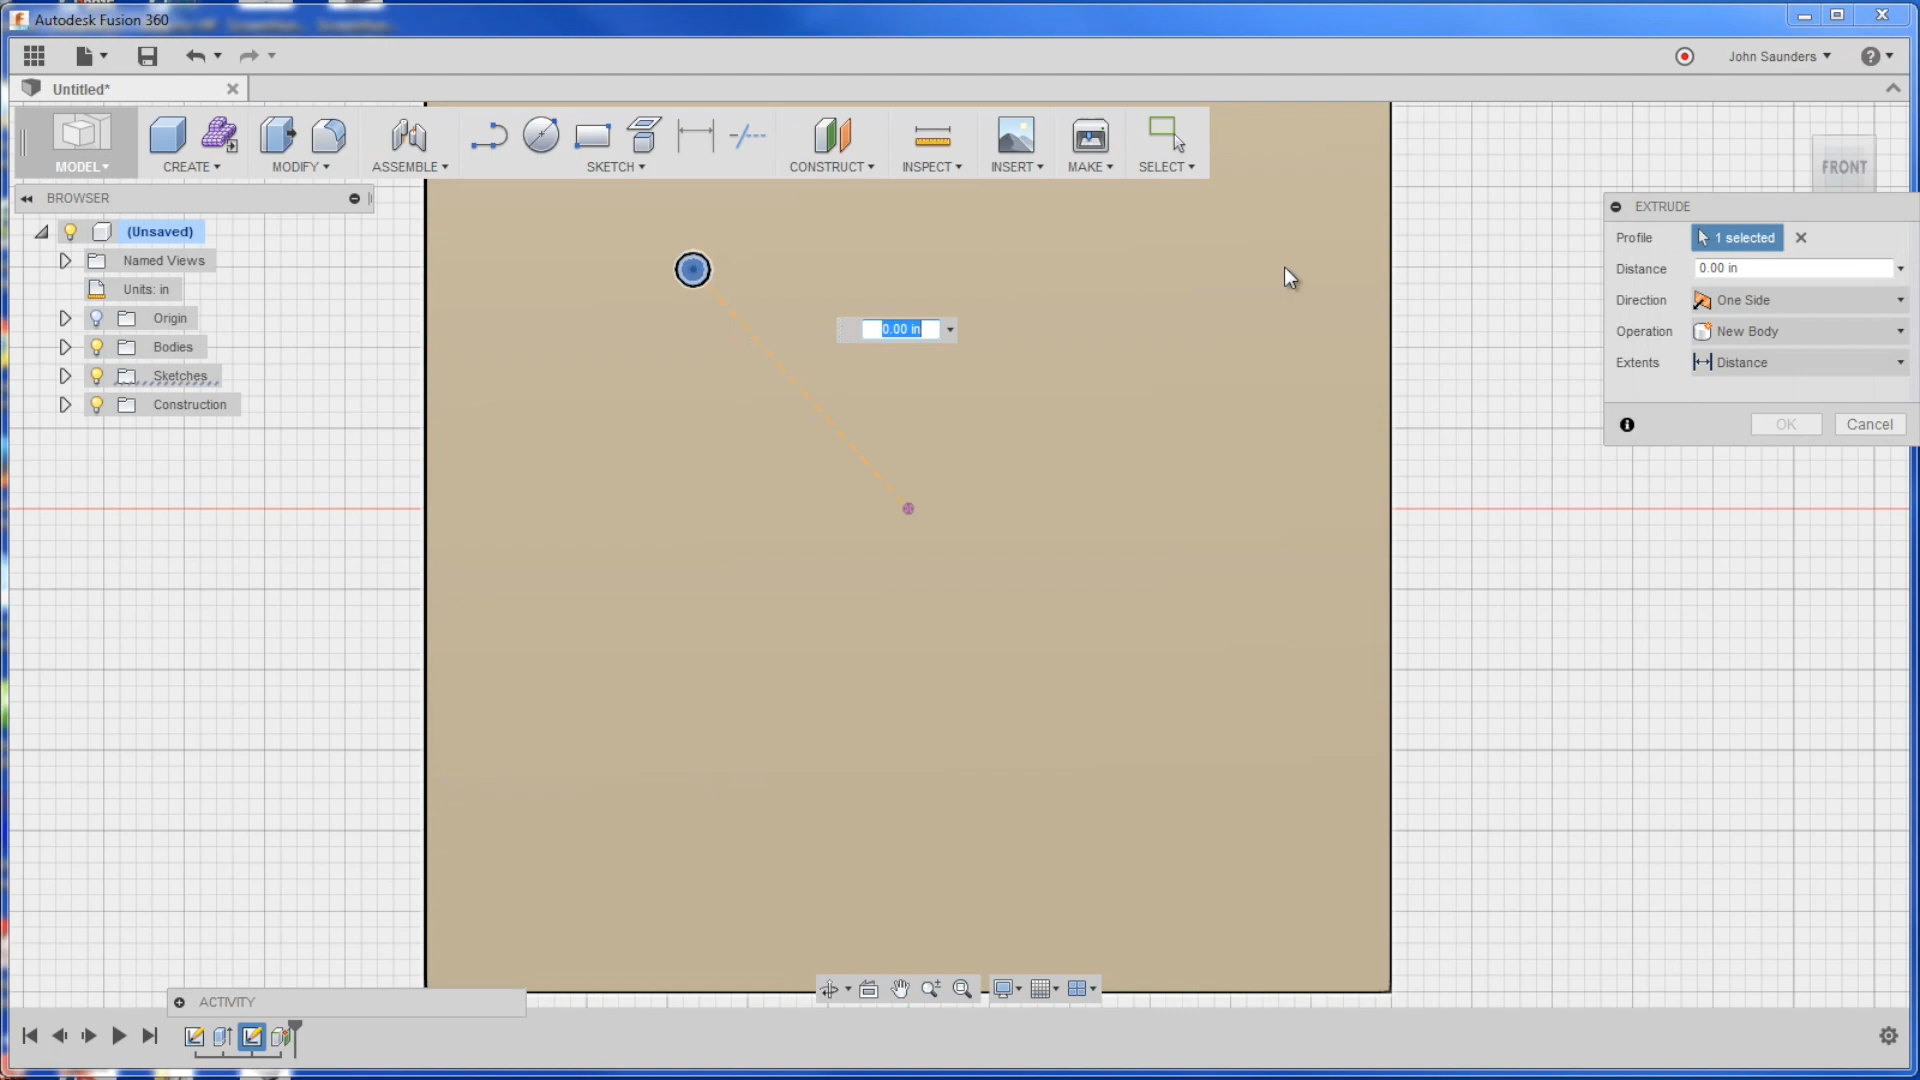 Autodesk Fusion 360
John Saunders
Untitled*
MODEL
CREATE
MODIFY
ASSEMBLE
SKETCH
CONSTRUCT
INSPECT
INSERT
MAKE
SELECT
FRONT
BROWSER
(Unsaved)
Named Views
Units: in
Origin
Bodies
Sketches
Construction
0.00 in
EXTRUDE
Profile 1 selected
Distance 0.00 in
Direction One Side
Operation New Body
Extents Distance
OK Cancel
ACTIVITY